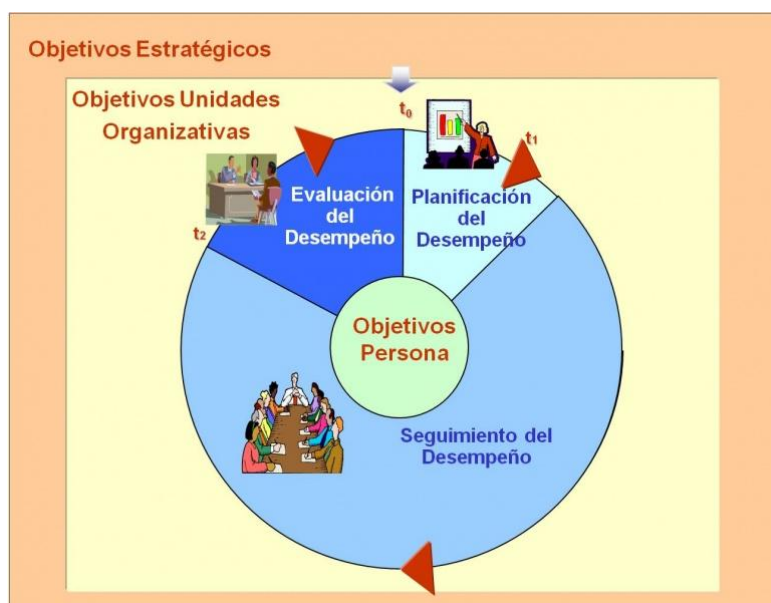 Objetivos Estratégicos
Objetivos Unidades
Organizativas
t0
t1
Evaluación
del
Desempeño
Planificación
del
Desempeño
t2
Objetivos
Persona
Seguimiento del
Desempeño